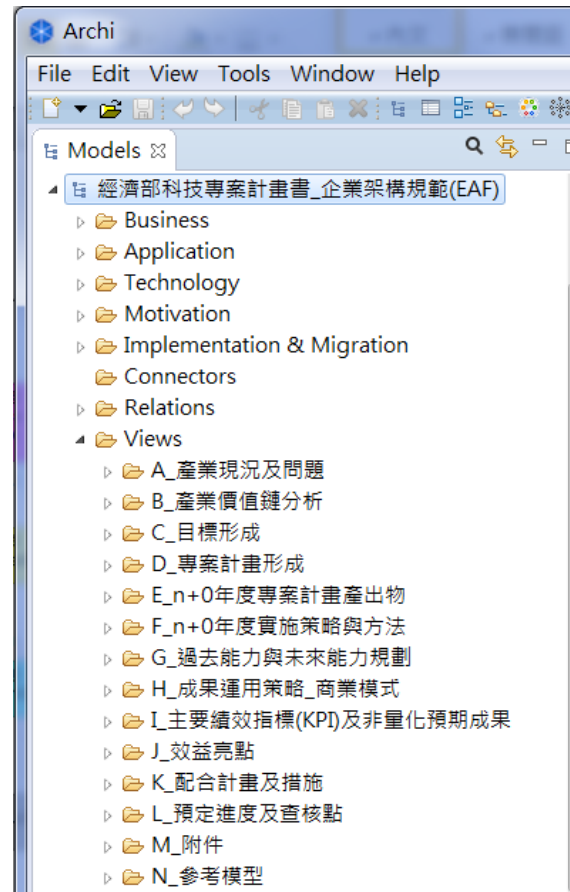 Archi
File Edit View Tools Window Help
Models
經濟部科技專案計畫書_企業架構規範(EAF)
Business
Application
Technology
Motivation
Implementation & Migration
Connectors
Relations
Views
A_產業現況及問題
B_產業價值鏈分析
C_目標形成
D_專案計畫形成
E_n+0年度專案計畫產出物
F_n+0年度實施策略與方法
G_過去能力與未來能力規劃
H_成果運用策略_商業模式
I_主要績效指標(KPI)及非量化預期成果
J_效益亮點
K_配合計畫及措施
L_預定進度及查核點
M_附件
N_參考模型